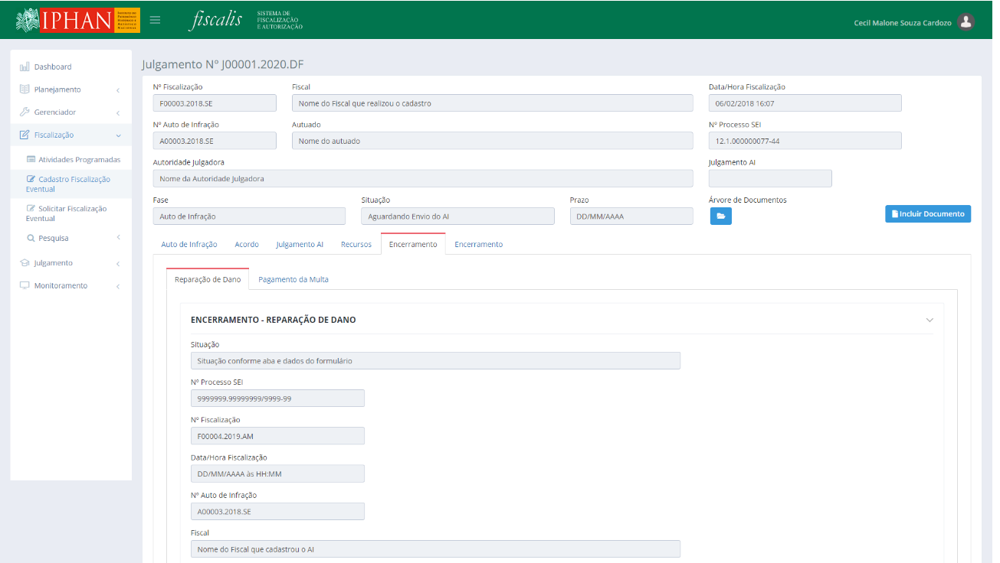 IPHAN
INSTITUTO DO
PATRIMÔNIO
HISTÓRICO E
ARTÍSTICO
NACIONAL
fiscalis
SISTEMA DE
FISCALIZAÇÃO
E AUTORIZAÇÃO
Cecil Malone Souza Cardozo
Dashboard
Planejamento
Gerenciador
Fiscalização
Atividades Programadas
Cadastro Fiscalização
Eventual
Solicitar Fiscalização
Eventual
Pesquisa
Julgamento
Monitoramento
Julgamento Nº J00001.2020.DF
Nº Fiscalização
Fiscal
Data/Hora Fiscalização
F00003.2018.SE
Nome do Fiscal que realizou o cadastro
06/02/2018 16:07
Nº Auto de Infração
Autuado
Nº Processo SEI
A00003.2018.SE
Nome do autuado
12.1.000000077-44
Autoridade Julgadora
Julgamento AI
Nome da Autoridade Julgadora
Fase
Situação
Prazo
Árvore de Documentos
Auto de Infração
Aguardando Envio do AI
DD/MM/AAAA
Incluir Documento
Auto de Infração
Acordo
Julgamento AI
Recursos
Encerramento
Encerramento
Reparação de Dano
Pagamento da Multa
ENCERRAMENTO - REPARAÇÃO DE DANO
Situação
Situação conforme aba e dados do formulário
Nº Processo SEI
9999999.99999999/9999-99
Nº Fiscalização
F00004.2019.AM
Data/Hora Fiscalização
DD/MM/AAAA às HH:MM
Nº Auto de Infração
A00003.2018.SE
Fiscal
Nome do Fiscal que cadastrou o AI